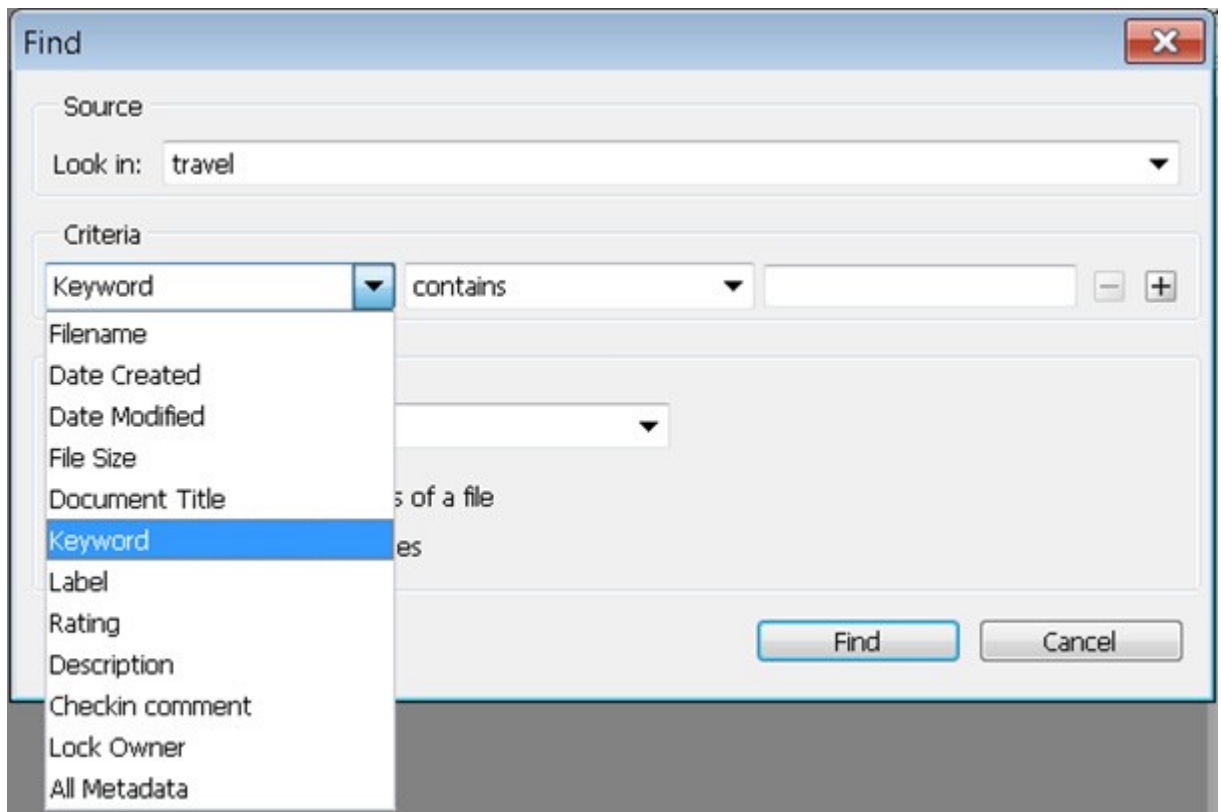 Find
Source
Look in: travel
Criteria
Keyword contains
Filename
Date Created
Date Modified
File Size
Document Title
s of a file
Keyword
es
Label
Rating
Find Cancel
Description
Checkin comment
Lock Owner
All Metadata